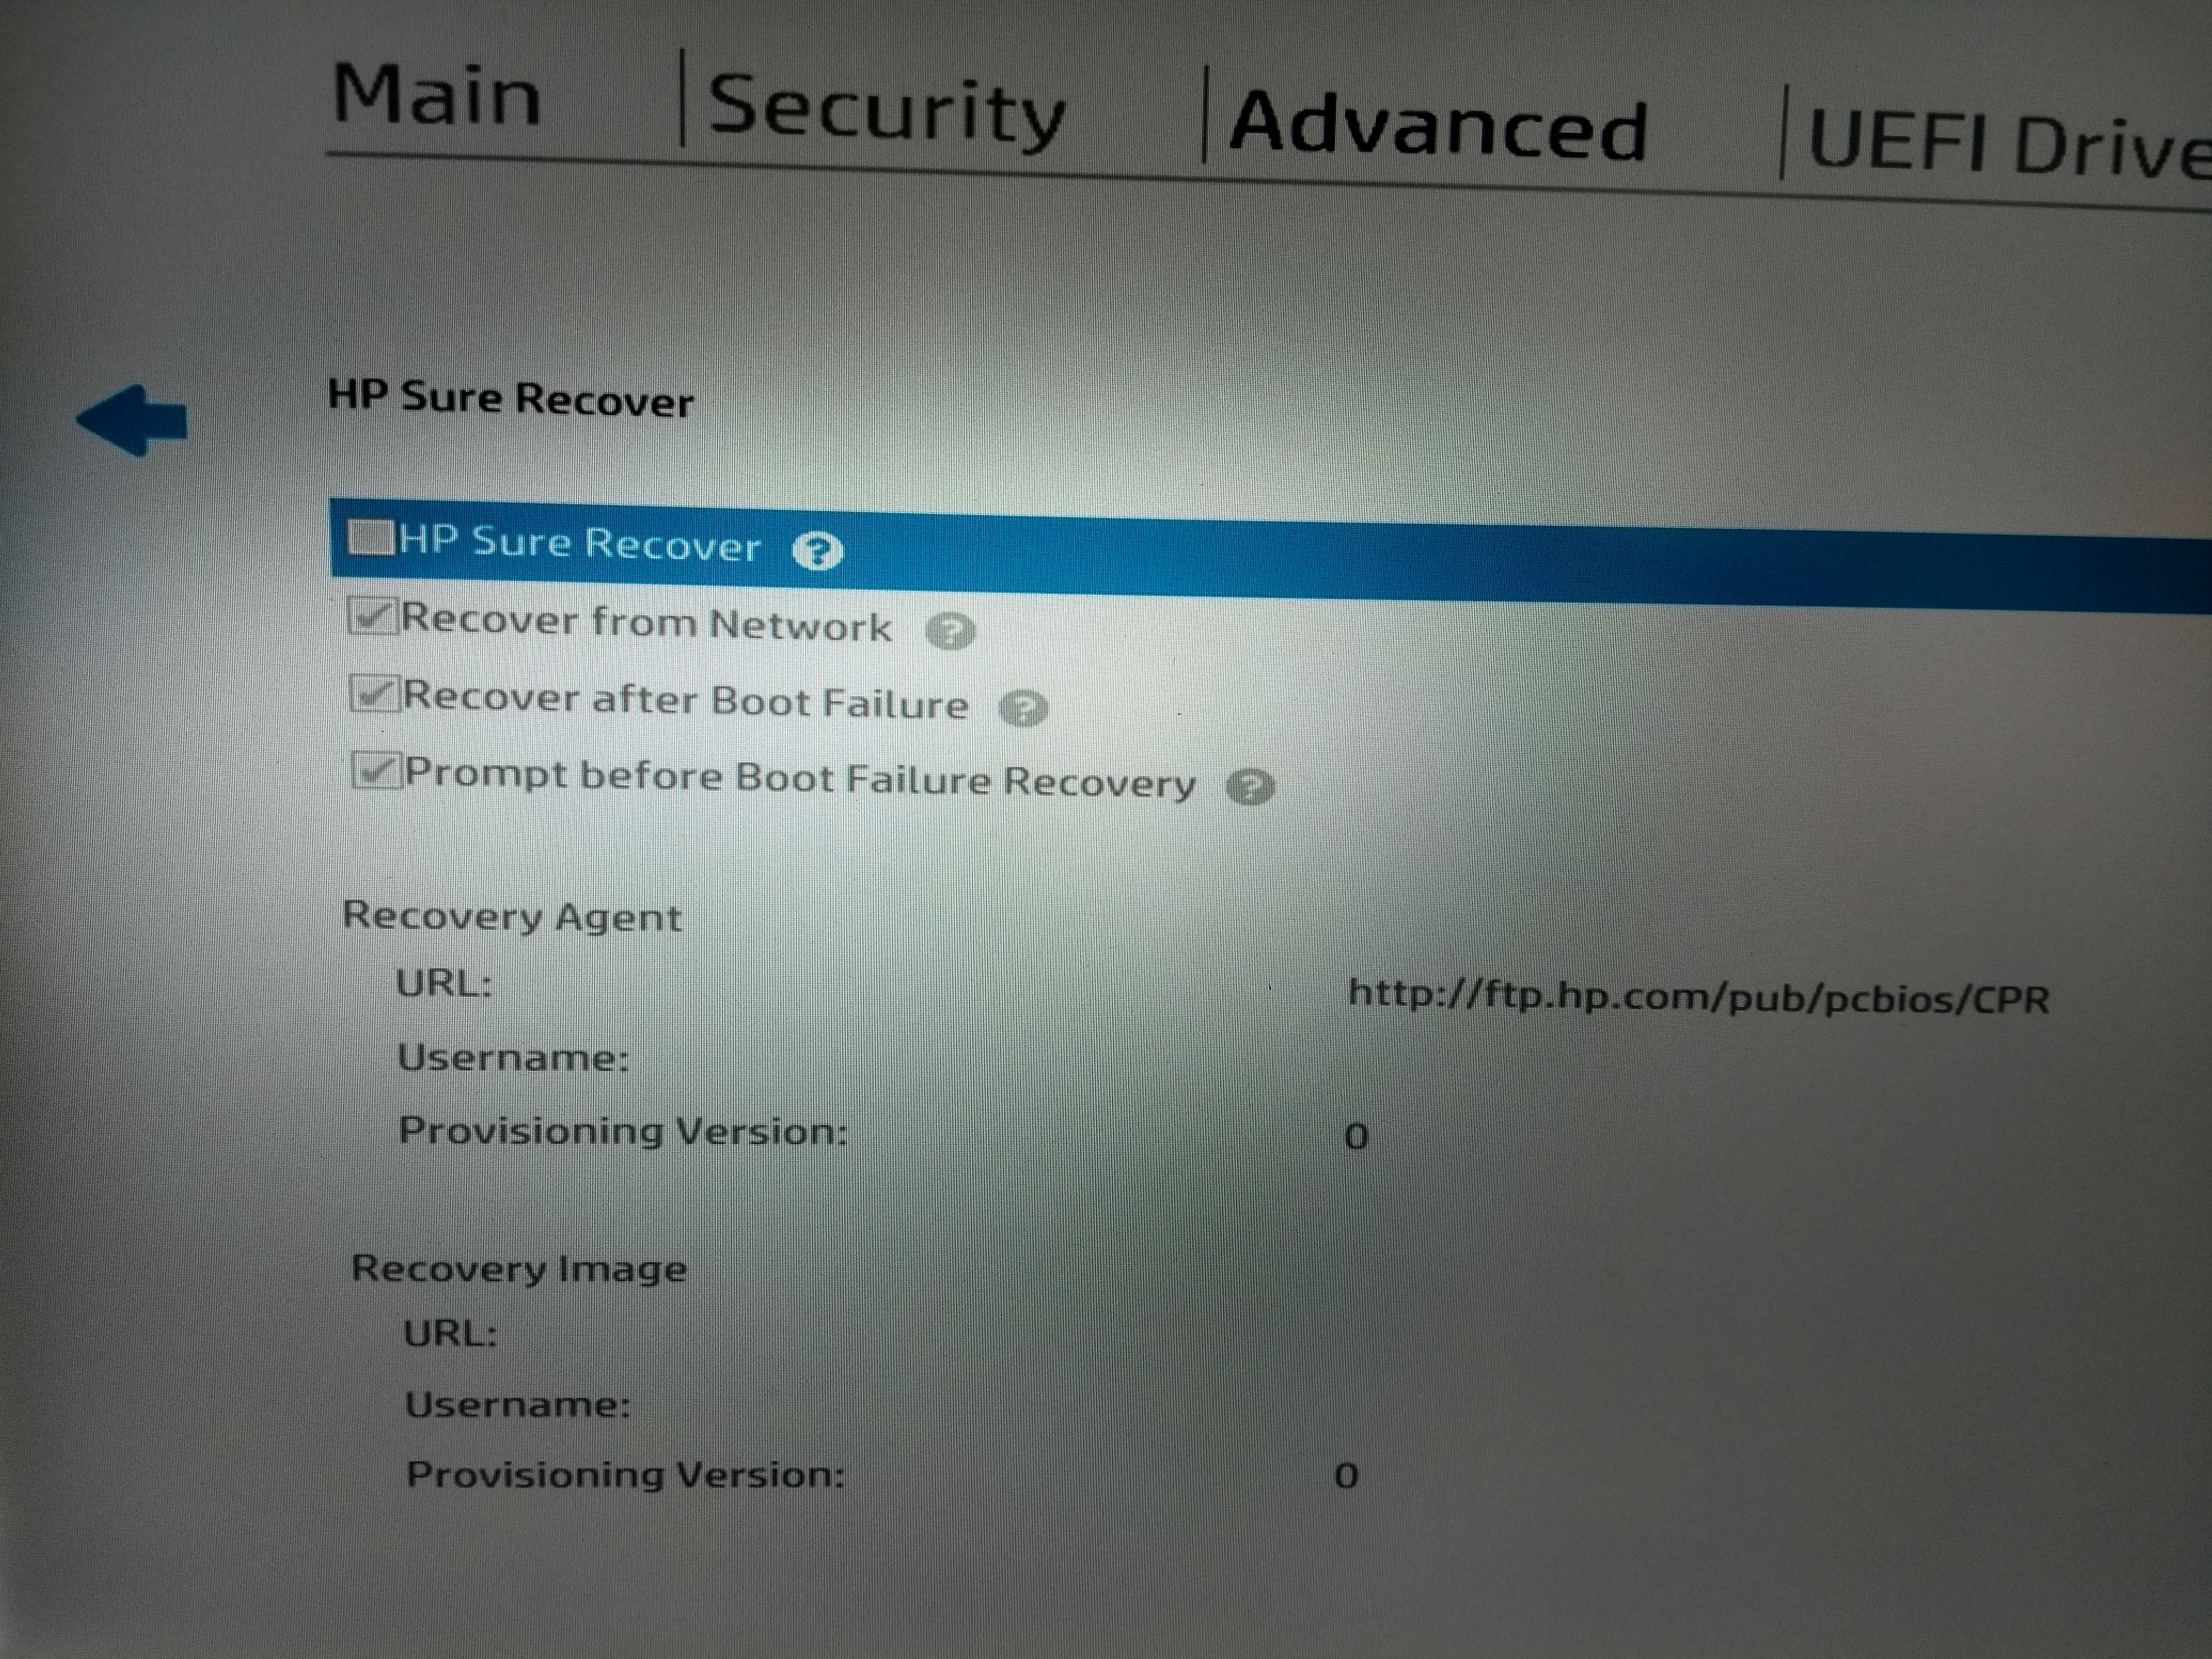 Main | Security | Advanced | UEFI Drive
HP Sure Recover
HP Sure Recover ?
Recover from Network ?
Recover after Boot Failure ?
Prompt before Boot Failure Recovery ?
Recovery Agent
URL: http://ftp.hp.com/pub/pcbios/CPR
Username:
Provisioning Version: 0
Recovery Image
URL:
Username:
Provisioning Version: 0